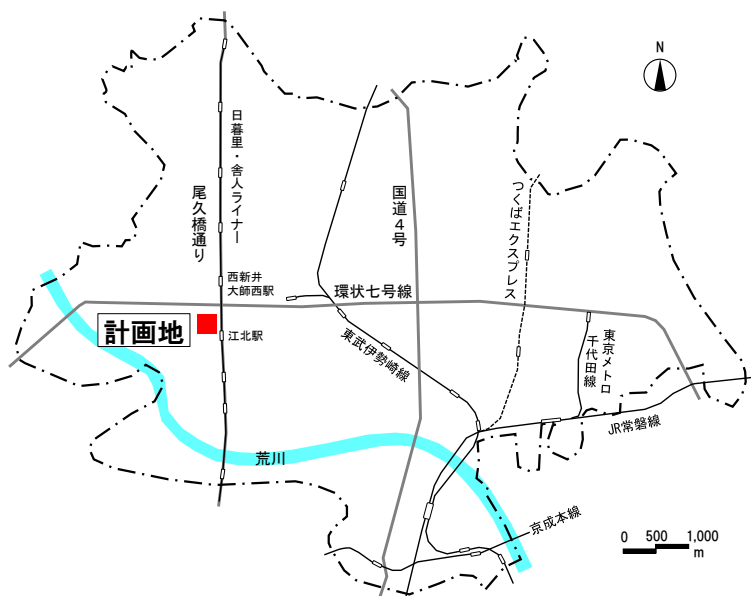 N
日暮里・舎人ライナー
尾久橋通り
国道４号
つくばエクスプレス
西新井
大師西駅
環状七号線
計画地
江北駅
東武伊勢崎線
東京メトロ
千代田線
JR常磐線
荒川
京成本線
0 500 1,000
m